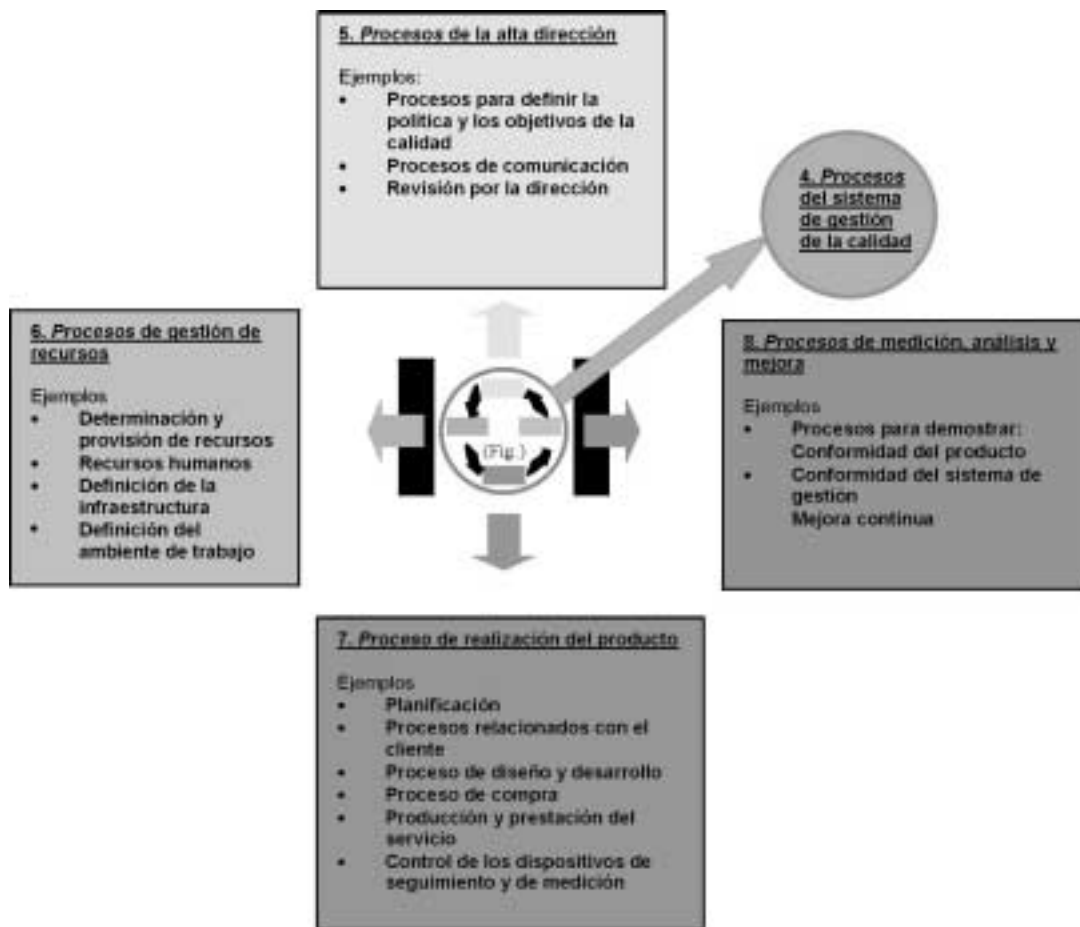 5. Procesos de la alta dirección
Ejemplos:
• Procesos para definir la
política y los objetivos de la
calidad
• Procesos de comunicación
• Revisión por la dirección
4. Procesos
del sistema
de gestión
de la calidad
6. Procesos de gestión de
recursos
Ejemplos
• Determinación y
provisión de recursos
• Recursos humanos
• Definición de la
infraestructura
• Definición del
ambiente de trabajo
(Fig.)
8. Procesos de medición, análisis y
mejora
Ejemplos
• Procesos para demostrar:
Conformidad del producto
• Conformidad del sistema de
gestión
Mejora continua
7. Proceso de realización del producto
Ejemplos
• Planificación
• Procesos relacionados con el
cliente
• Proceso de diseño y desarrollo
• Proceso de compra
• Producción y prestación del
servicio
• Control de los dispositivos de
seguimiento y de medición